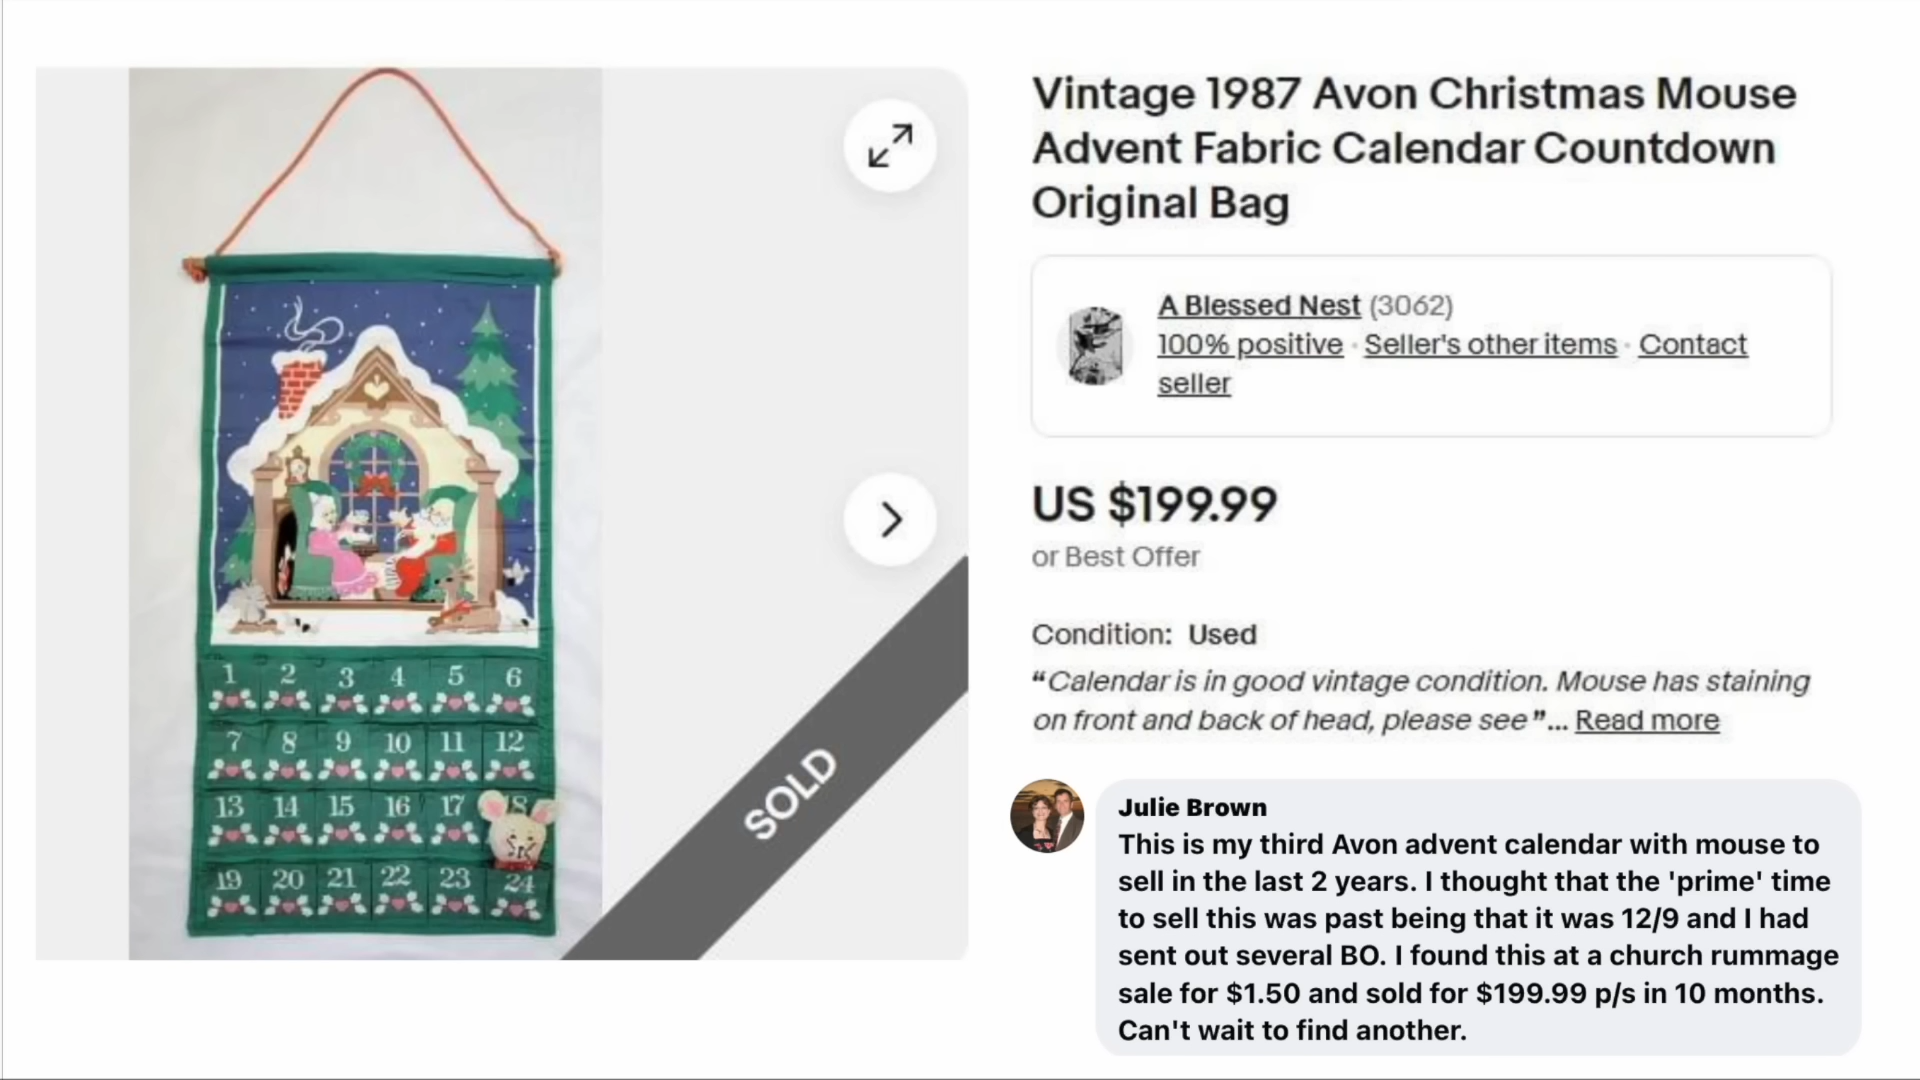 Vintage 1987 Avon Christmas Mouse
Advent Fabric Calendar Countdown
Original Bag
A Blessed Nest (3062)
100% positive · Seller's other items · Contact
seller
US $199.99
or Best Offer
Condition: Used
“Calendar is in good vintage condition. Mouse has staining
on front and back of head, please see”... Read more
SOLD
1 2 3 4 5 6
7 8 9 10 11 12
13 14 15 16 17 18
19 20 21 22 23 24
Julie Brown
This is my third Avon advent calendar with mouse to
sell in the last 2 years. I thought that the 'prime' time
to sell this was past being that it was 12/9 and I had
sent out several BO. I found this at a church rummage
sale for $1.50 and sold for $199.99 p/s in 10 months.
Can't wait to find another.